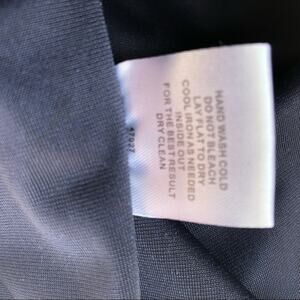 HAND WASH COLD
DO NOT BLEACH
LAY FLAT TO DRY
COOL IRON AS NEEDED
INSIDE OUT
FOR THE BEST RESULT
DRY CLEAN
47927